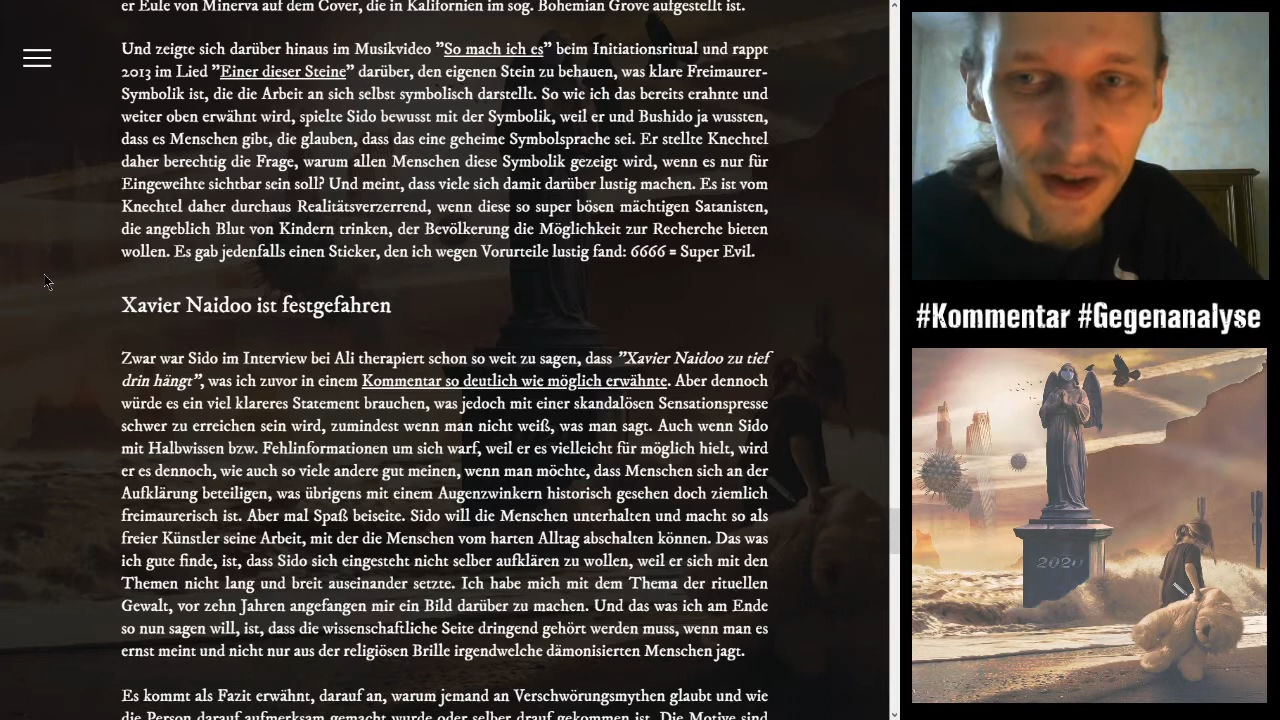 er Eule von Minerva auf dem Cover, die in Kalifornien im sog. Bohemian Grove aufgestellt ist.
Und zeigte sich darüber hinaus im Musikvideo ”So mach ich es” beim Initiationsritual und rappt
2013 im Lied ”Einer dieser Steine” darüber, den eigenen Stein zu behauen, was klare Freimaurer-
Symbolik ist, die die Arbeit an sich selbst symbolisch darstellt. So wie ich das bereits erahnte und
weiter oben erwähnt wird, spielte Sido bewusst mit der Symbolik, weil er und Bushido ja wussten,
dass es Menschen gibt, die glauben, dass das eine geheime Symbolsprache sei. Er stellte Knechtel
daher berechtig die Frage, warum allen Menschen diese Symbolik gezeigt wird, wenn es nur für
Eingeweihte sichtbar sein soll? Und meint, dass viele sich damit darüber lustig machen. Es ist vom
Knechtel daher durchaus Realitätsverzerrend, wenn diese so super bösen mächtigen Satanisten,
die angeblich Blut von Kindern trinken, der Bevölkerung die Möglichkeit zur Recherche bieten
wollen. Es gab jedenfalls einen Sticker, den ich wegen Vorurteile lustig fand: 6666 = Super Evil.
Xavier Naidoo ist festgefahren
Zwar war Sido im Interview bei Ali therapiert schon so weit zu sagen, dass ”Xavier Naidoo zu tief
drin hängt”, was ich zuvor in einem Kommentar so deutlich wie möglich erwähnte. Aber dennoch
würde es ein viel klareres Statement brauchen, was jedoch mit einer skandalösen Sensationspresse
schwer zu erreichen sein wird, zumindest wenn man nicht weiß, was man sagt. Auch wenn Sido
mit Halbwissen bzw. Fehlinformationen um sich warf, weil er es vielleicht für möglich hielt, wird
er es dennoch, wie auch so viele andere gut meinen, wenn man möchte, dass Menschen sich an der
Aufklärung beteiligen, was übrigens mit einem Augenzwinkern historisch gesehen doch ziemlich
freimaurerisch ist. Aber mal Spaß beiseite. Sido will die Menschen unterhalten und macht so als
freier Künstler seine Arbeit, mit der die Menschen vom harten Alltag abschalten können. Das was
ich gute finde, ist, dass Sido sich eingesteht nicht selber aufklären zu wollen, weil er sich mit den
Themen nicht lang und breit auseinander setzte. Ich habe mich mit dem Thema der rituellen
Gewalt, vor zehn Jahren angefangen mir ein Bild darüber zu machen. Und das was ich am Ende
so nun sagen will, ist, dass die wissenschaftliche Seite dringend gehört werden muss, wenn man es
ernst meint und nicht nur aus der religiösen Brille irgendwelche dämonisierten Menschen jagt.
Es kommt als Fazit erwähnt, darauf an, warum jemand an Verschwörungsmythen glaubt und wie
die Person darauf aufmerksam gemacht wurde oder selber drauf gekommen ist. Die Motive sind
#Kommentar #Gegenanalyse
2020